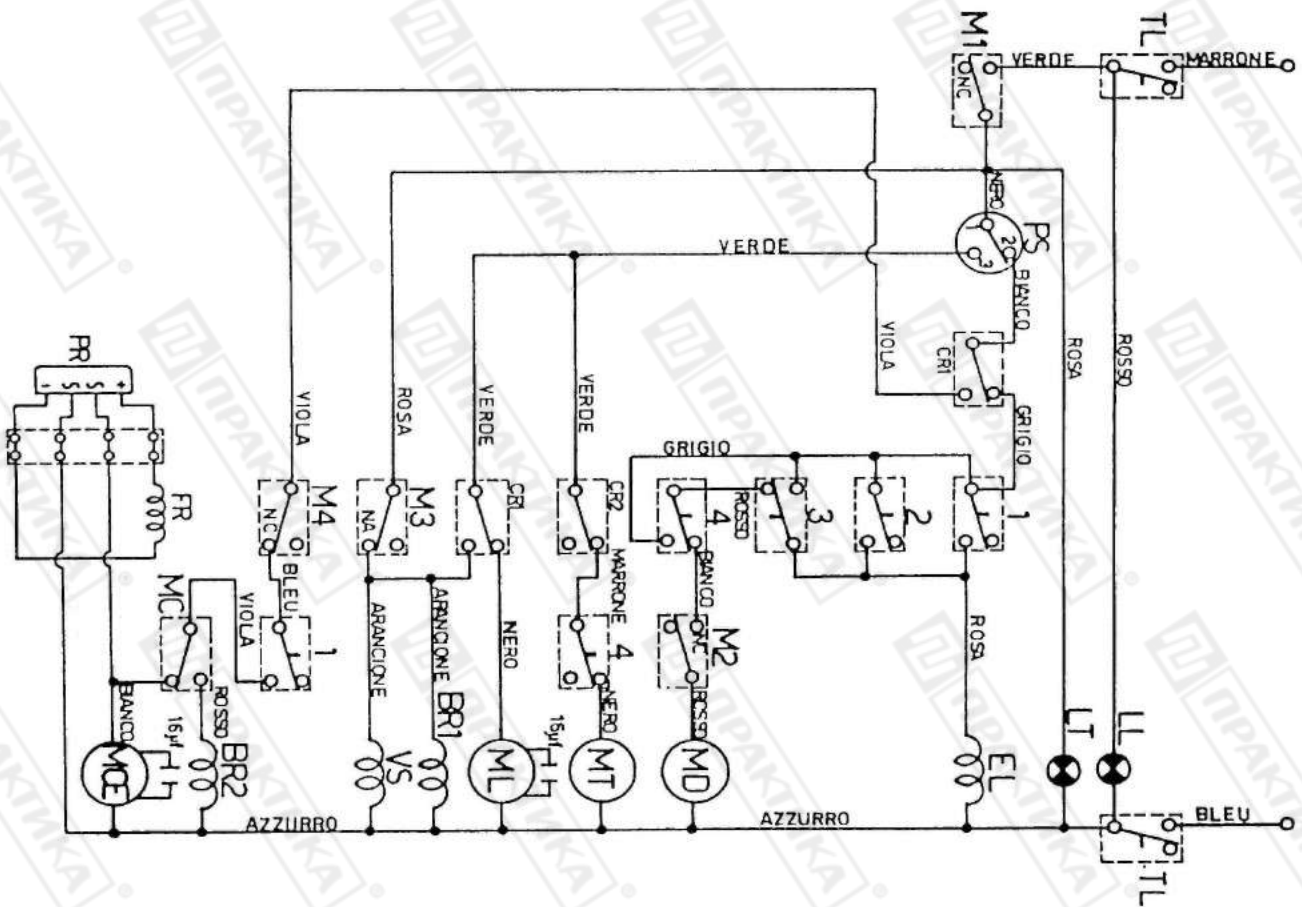 TL
M1
VERDE
MARRONE
NC
NERO
PS
1
2
3
VERDE
BIANCO
VIOLA
CR1
ROSA
ROSSO
GRIGIO
PR
- S S +
VIOLA
ROSA
VERDE
VERDE
GRIGIO
FR
M4
NC
M3
NA
CR1
CR2
4
ROSSO
3
2
1
MC
VIOLA
BLEU
1
ARANCIONE
ARANCIONE
NERO
MARRONE
4
BIANCO
M2
NC
ROSA
BIANCO
16µf
ROSSO
BR2
BR1
VS
16µf
NERO
ROSSO
EL
LT
LL
MCE
ML
MT
MD
AZZURRO
AZZURRO
BLEU
TL
ПРАКТИКА